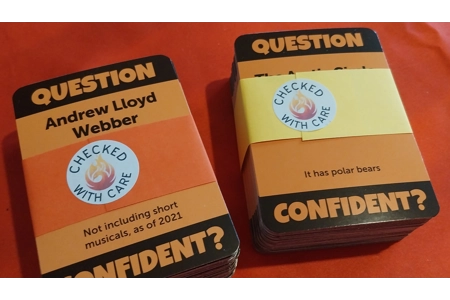 QUESTION
Andrew Lloyd
Webber
CHECKED
WITH CARE
Not including short
musicals, as of 2021
CONFIDENT?
QUESTION
CHECKED
WITH CARE
It has polar bears
CONFIDENT?